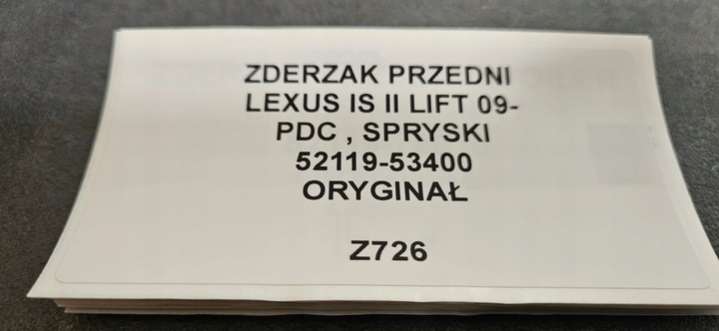 ZDERZAK PRZEDNI
LEXUS IS II LIFT 09-
PDC , SPRYSKI
52119-53400
ORYGINAŁ
Z726